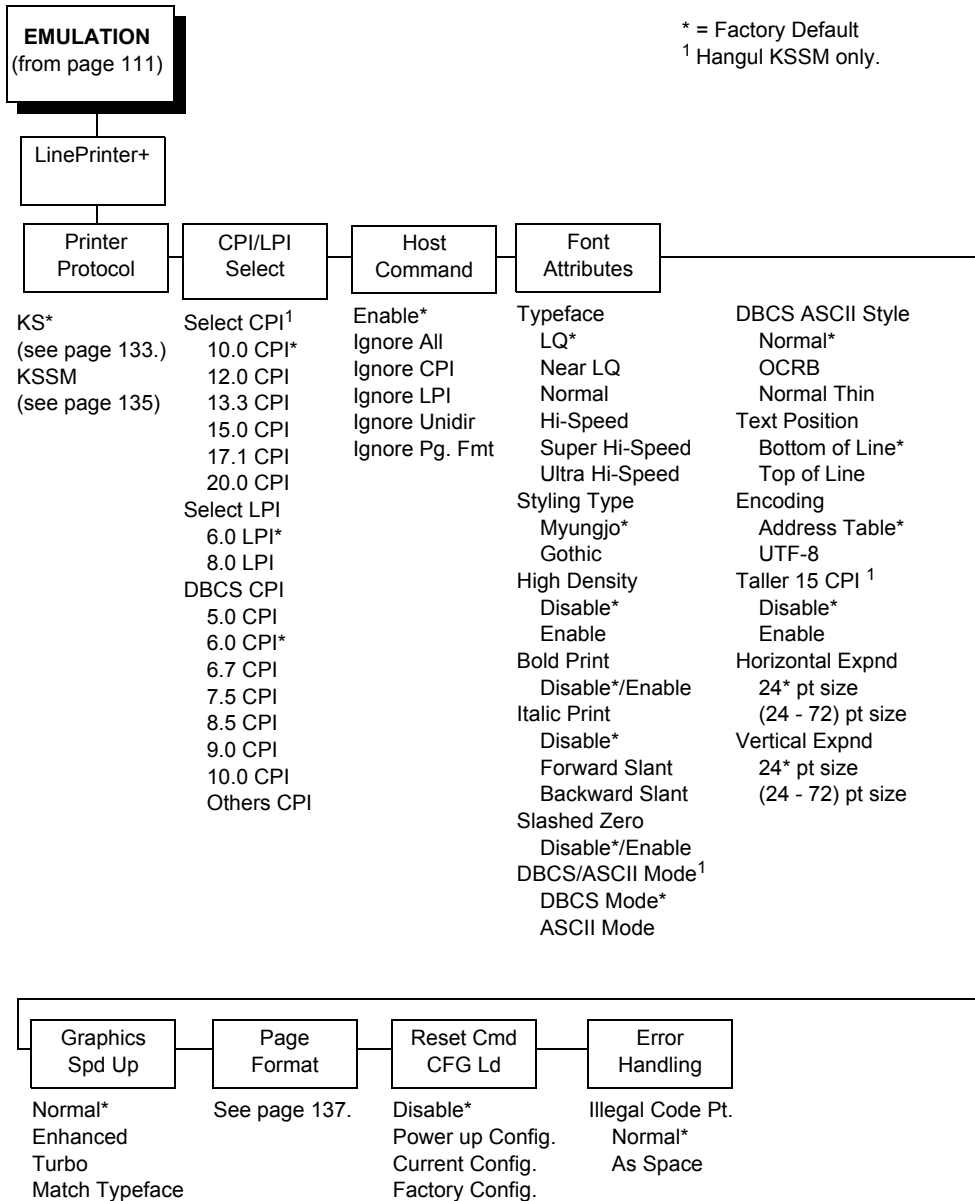 EMULATION
(from page 111)
* = Factory Default
1 Hangul KSSM only.
LinePrinter+
Printer
Protocol
CPI/LPI
Select
Host
Command
Font
Attributes
KS*
(see page 133.)
KSSM
(see page 135)
Select CPI1
10.0 CPI*
12.0 CPI
13.3 CPI
15.0 CPI
17.1 CPI
20.0 CPI
Select LPI
6.0 LPI*
8.0 LPI
DBCS CPI
5.0 CPI
6.0 CPI*
6.7 CPI
7.5 CPI
8.5 CPI
9.0 CPI
10.0 CPI
Others CPI
Enable*
Ignore All
Ignore CPI
Ignore LPI
Ignore Unidir
Ignore Pg. Fmt
Typeface
LQ*
Near LQ
Normal
Hi-Speed
Super Hi-Speed
Ultra Hi-Speed
Styling Type
Myungjo*
Gothic
High Density
Disable*
Enable
Bold Print
Disable*/Enable
Italic Print
Disable*
Forward Slant
Backward Slant
Slashed Zero
Disable*/Enable
DBCS/ASCII Mode1
DBCS Mode*
ASCII Mode
DBCS ASCII Style
Normal*
OCRB
Normal Thin
Text Position
Bottom of Line*
Top of Line
Encoding
Address Table*
UTF-8
Taller 15 CPI 1
Disable*
Enable
Horizontal Expnd
24* pt size
(24 - 72) pt size
Vertical Expnd
24* pt size
(24 - 72) pt size
Graphics
Spd Up
Page
Format
Reset Cmd
CFG Ld
Error
Handling
Normal*
Enhanced
Turbo
Match Typeface
See page 137.
Disable*
Power up Config.
Current Config.
Factory Config.
Illegal Code Pt.
Normal*
As Space